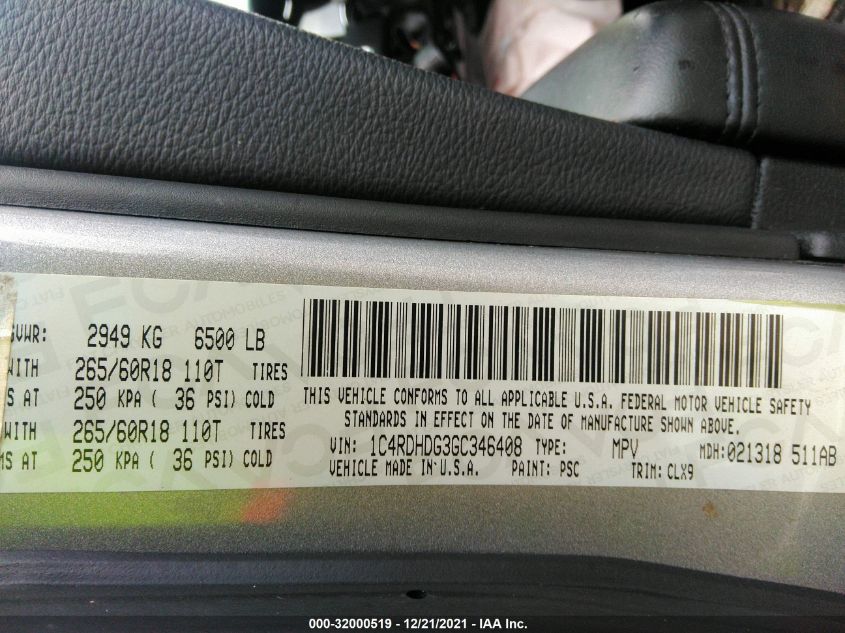 VWR: 2949 KG 6500 LB
WITH 265/60R18 110T TIRES
S AT 250 KPA ( 36 PSI) COLD
WITH 265/60R18 110T TIRES
MS AT 250 KPA ( 36 PSI) COLD
THIS VEHICLE CONFORMS TO ALL APPLICABLE U.S.A. FEDERAL MOTOR VEHICLE SAFETY
STANDARDS IN EFFECT ON THE DATE OF MANUFACTURE SHOWN ABOVE.
VIN: 1C4RDHDG3GC346408 TYPE: MPV MDH:021318 511AB
VEHICLE MADE IN U.S.A. PAINT: PSC TRIM: CLX9
000-32000519 - 12/21/2021 - IAA Inc.